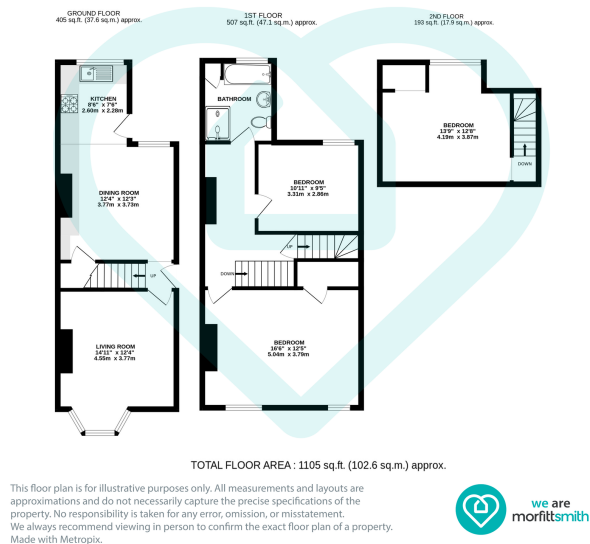 GROUND FLOOR
405 sq.ft. (37.6 sq.m.) approx.
1ST FLOOR
507 sq.ft. (47.1 sq.m.) approx.
2ND FLOOR
193 sq.ft. (17.9 sq.m.) approx.
KITCHEN
8'6" x 7'6"
2.60m x 2.28m
DINING ROOM
12'4" x 12'3"
3.77m x 3.73m
UP
LIVING ROOM
14'11" x 12'4"
4.55m x 3.77m
BATHROOM
BEDROOM
10'11" x 9'5"
3.31m x 2.86m
UP
DOWN
BEDROOM
16'6" x 12'5"
5.04m x 3.79m
BEDROOM
13'9" x 12'8"
4.19m x 3.87m
DOWN
TOTAL FLOOR AREA : 1105 sq.ft. (102.6 sq.m.) approx.
This floor plan is for illustrative purposes only. All measurements and layouts are
approximations and do not necessarily capture the precise specifications of the
property. No responsibility is taken for any error, omission, or misstatement.
We always recommend viewing in person to confirm the exact floor plan of a property.
Made with Metropix.
we are
morfittsmith